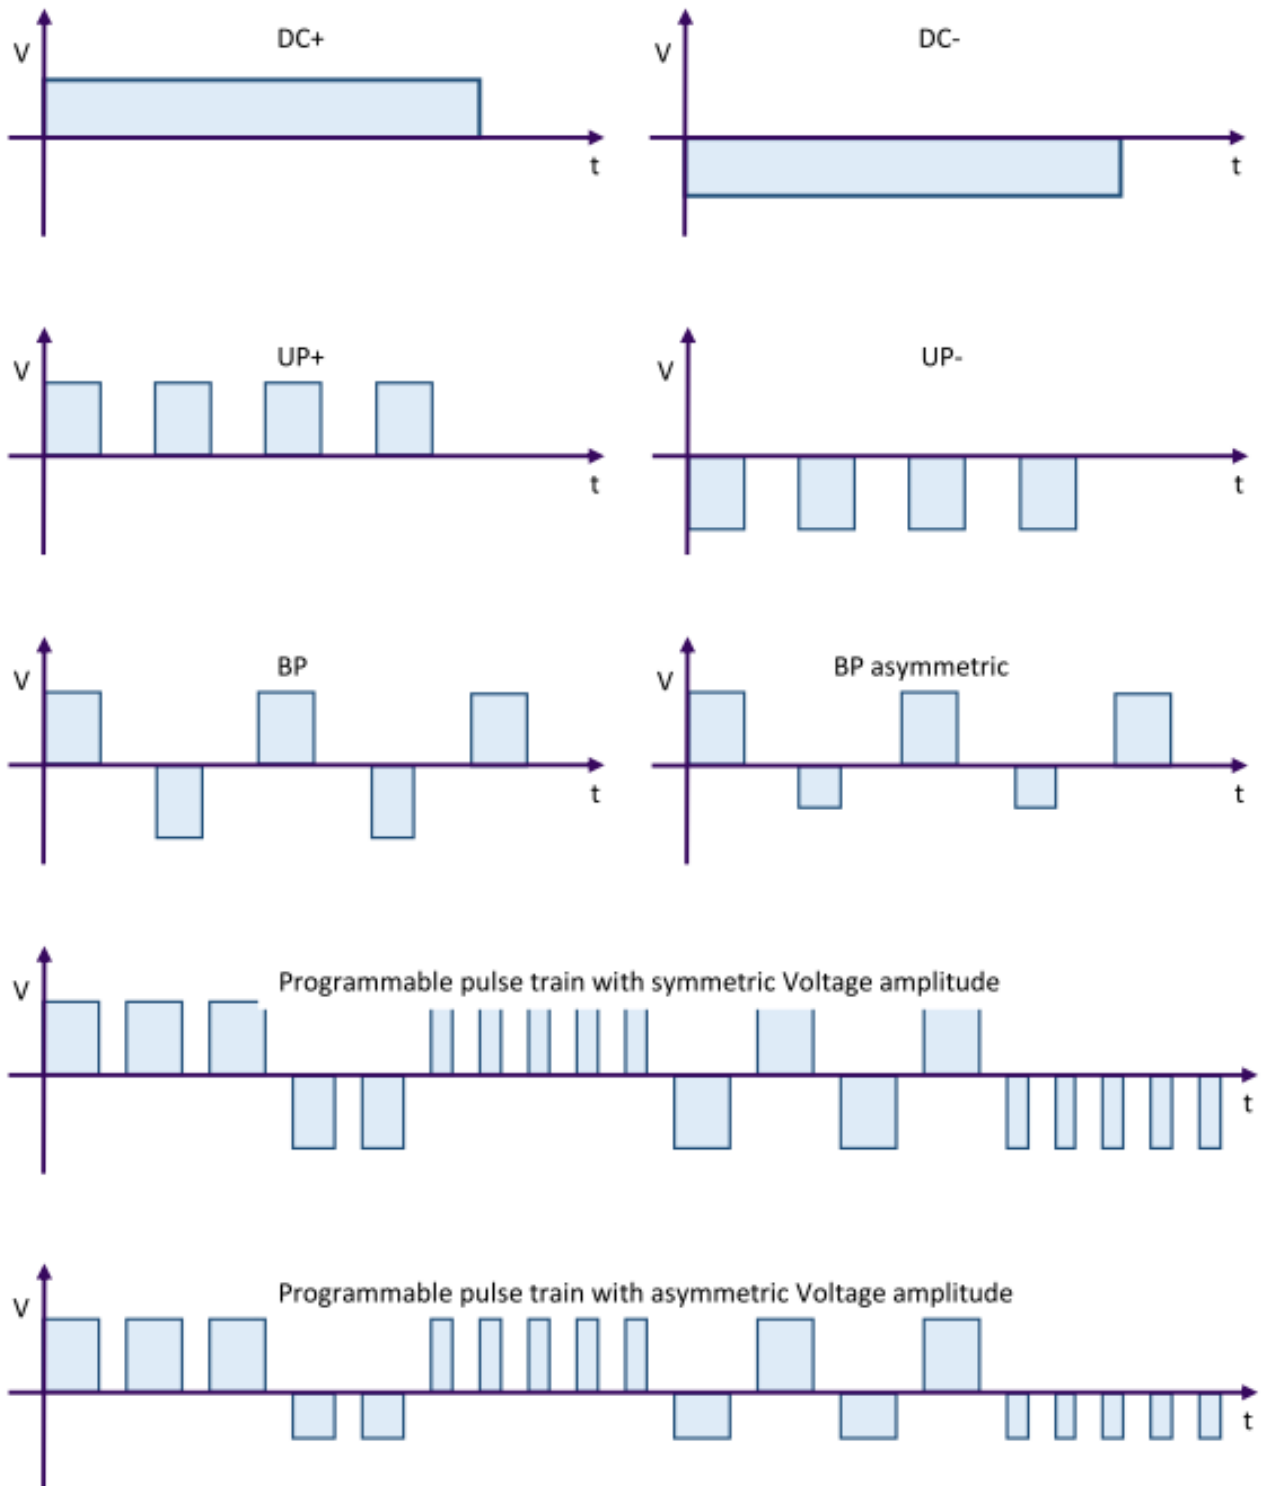 DC+
V
t
DC-
V
t
UP+
V
t
UP-
V
t
BP
V
t
BP asymmetric
V
t
Programmable pulse train with symmetric Voltage amplitude
V
t
Programmable pulse train with asymmetric Voltage amplitude
V
t